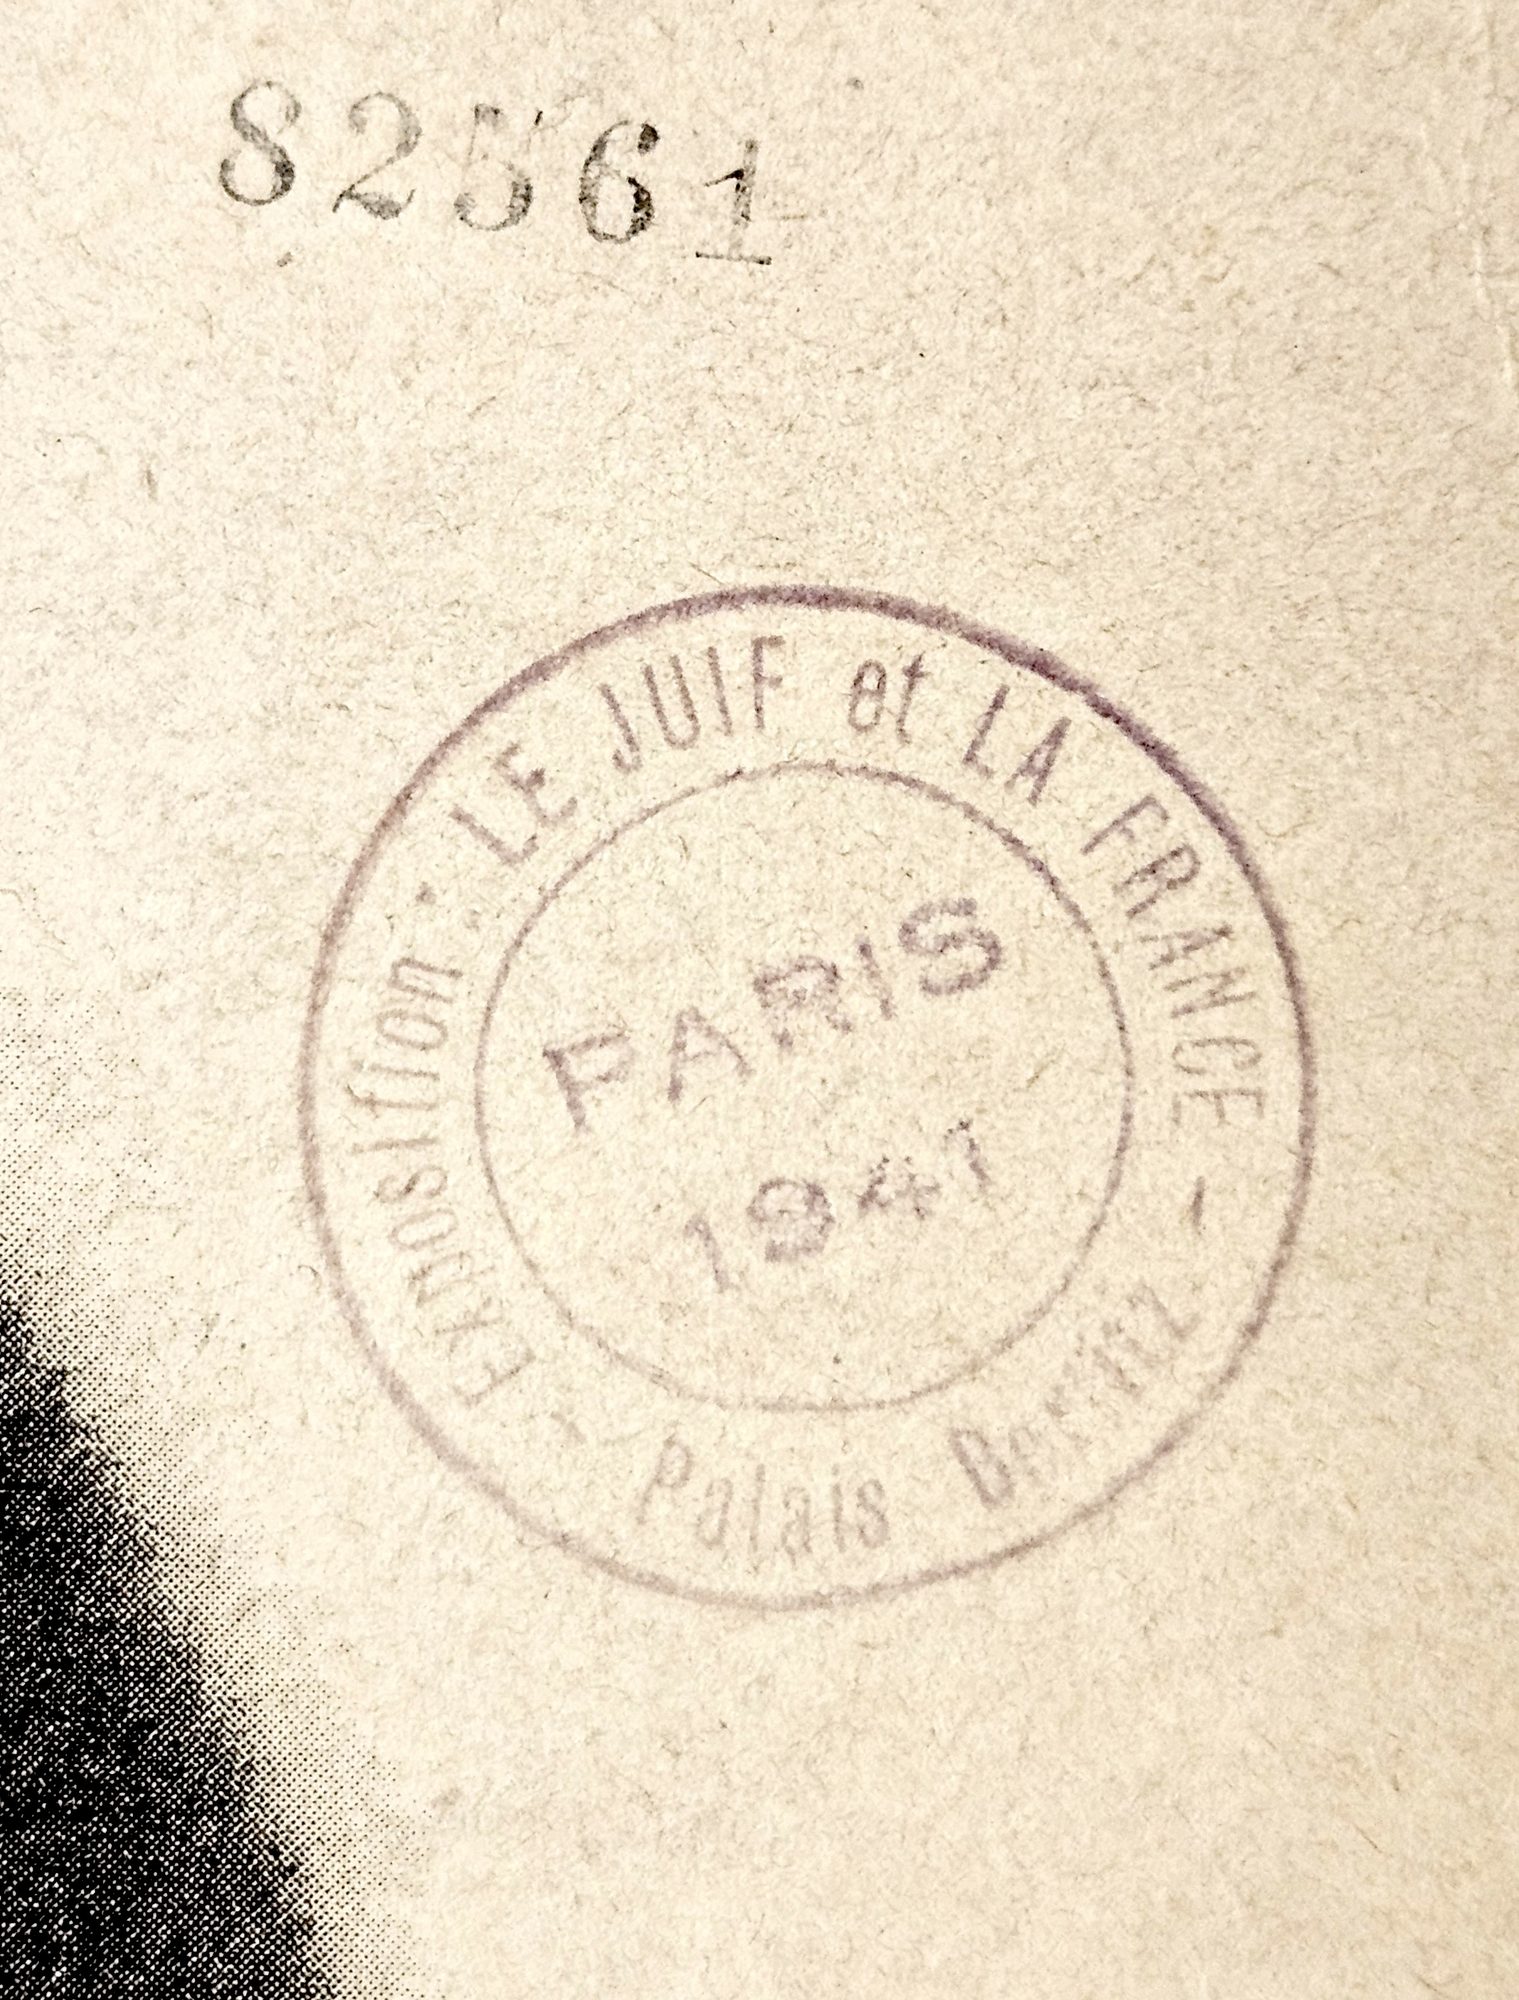 82561
Exposition : LE JUIF et LA FRANCE -
PARIS
1941
Palais Berlitz -